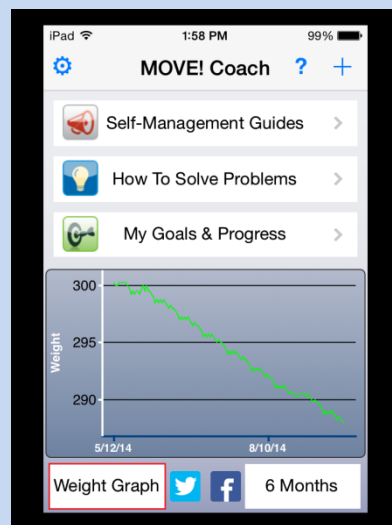 iPad 1:58 PM 99%
MOVE! Coach ? +
Self-Management Guides
How To Solve Problems
My Goals & Progress
300
295
290
Weight
5/12/14 8/10/14
Weight Graph 6 Months